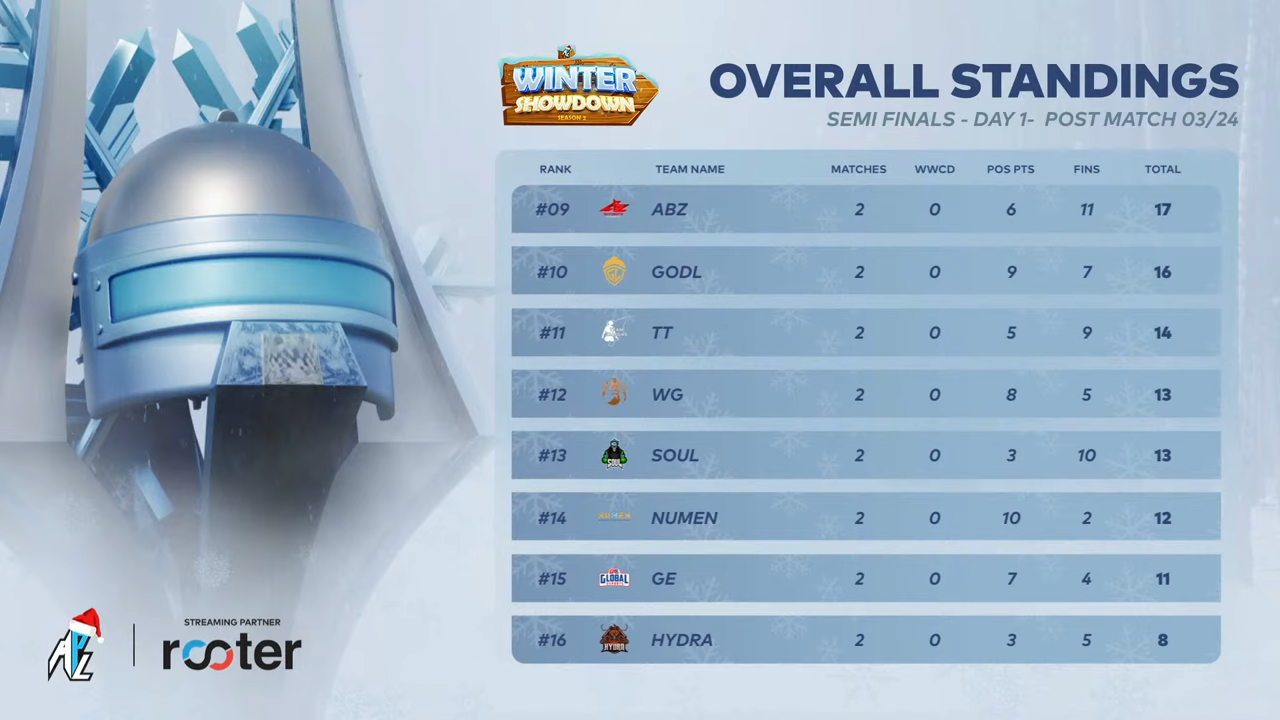 WINTER
SHOWDOWN
SEASON 2
OVERALL STANDINGS
SEMI FINALS - DAY 1- POST MATCH 03/24
RANK TEAM NAME MATCHES WWCD POS PTS FINS TOTAL
#09 ABZ 2 0 6 11 17
#10 GODL 2 0 9 7 16
#11 TT 2 0 5 9 14
#12 WG 2 0 8 5 13
#13 SOUL 2 0 3 10 13
#14 NUMEN NUMEN 2 0 10 2 12
#15 GLOBAL GE 2 0 7 4 11
#16 HYDRA HYDRA 2 0 3 5 8
STREAMING PARTNER
rooter